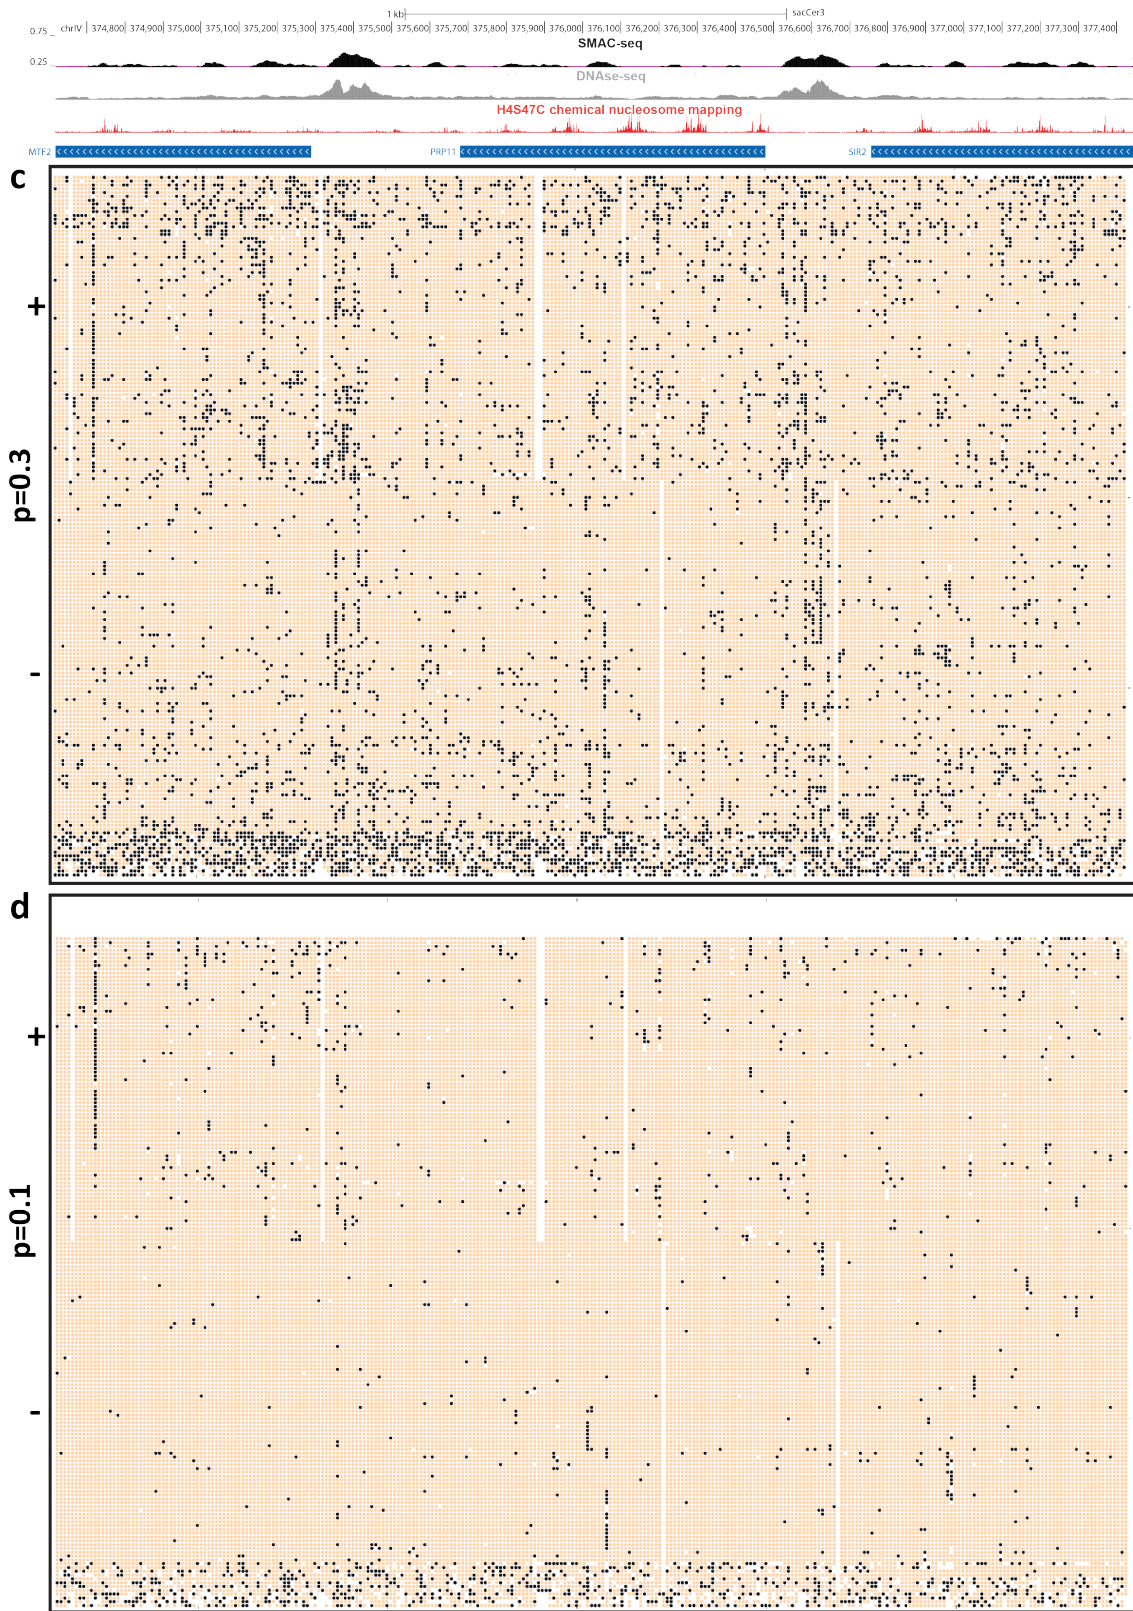 1 kb sacCer3
chrIV 374,800 374,900 375,000 375,100 375,200 375,300 375,400 375,500 375,600 375,700 375,800 375,900 376,000 376,100 376,200 376,300 376,400 376,500 376,600 376,700 376,800 376,900 377,000 377,100 377,200 377,300 377,400
0.75
SMAC-seq
0.25
DNAse-seq
H4S47C chemical nucleosome mapping
MTF2 PRP11 SIR2
c
+
p=0.3
-
d
+
p=0.1
-